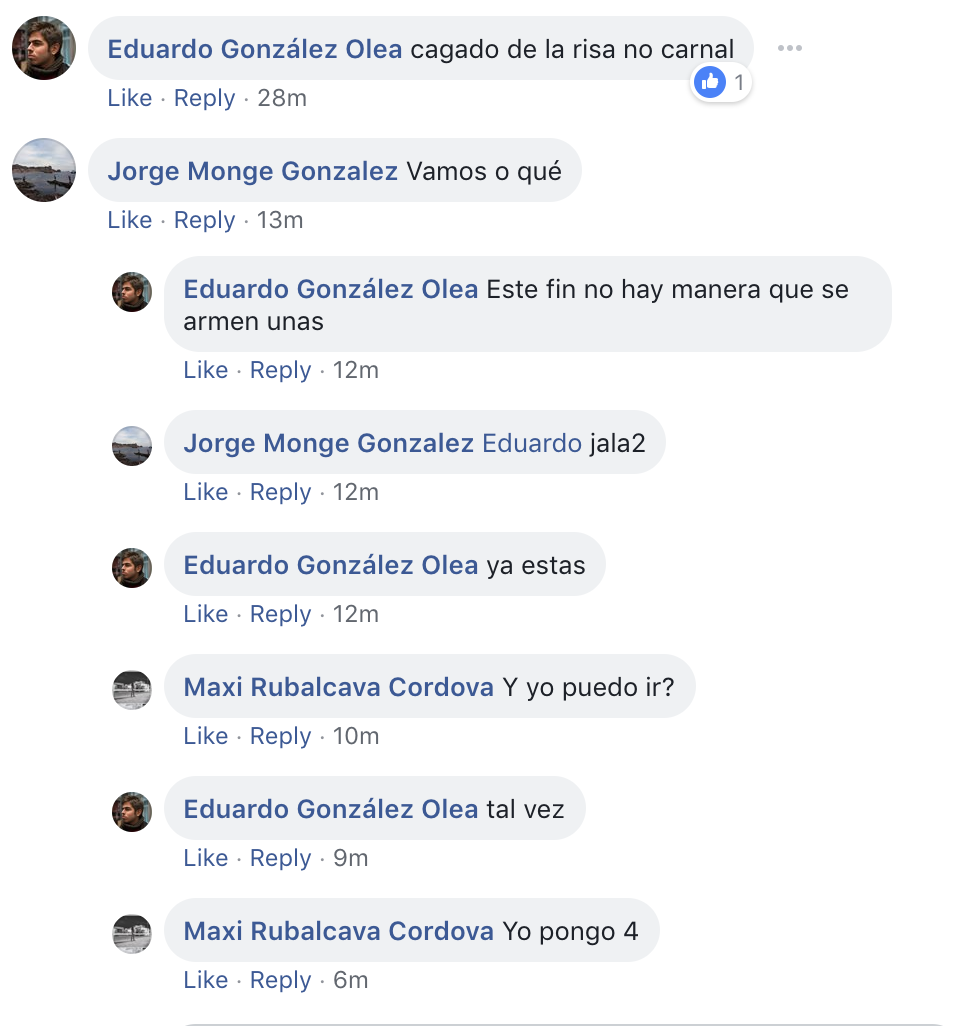 Eduardo González Olea cagado de la risa no carnal
1
Like · Reply · 28m
Jorge Monge Gonzalez Vamos o qué
Like · Reply · 13m
Eduardo González Olea Este fin no hay manera que se
armen unas
Like · Reply · 12m
Jorge Monge Gonzalez Eduardo jala2
Like · Reply · 12m
Eduardo González Olea ya estas
Like · Reply · 12m
Maxi Rubalcava Cordova Y yo puedo ir?
Like · Reply · 10m
Eduardo González Olea tal vez
Like · Reply · 9m
Maxi Rubalcava Cordova Yo pongo 4
Like · Reply · 6m